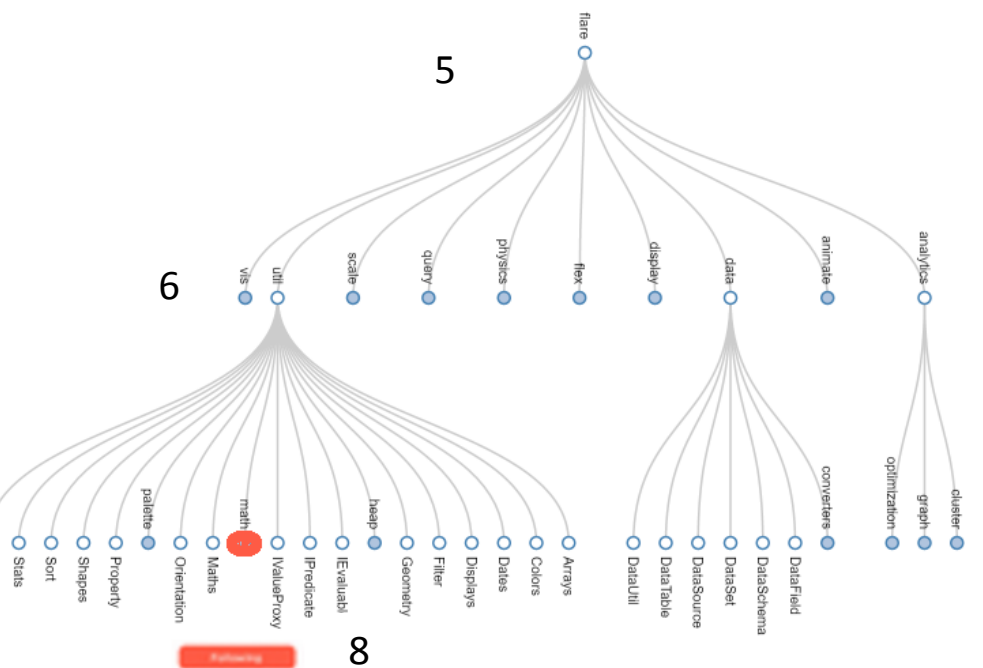 flare
5
6
vis
util
scale
query
physics
flex
display
data
animate
analytics
palette
math
heap
converters
optimization
graph
cluster
Stats
Sort
Shapes
Property
Orientation
Maths
IValueProxy
IPredicate
IEvaluabl
Geometry
Filter
Displays
Dates
Colors
Arrays
DataUtil
DataTable
DataSource
DataSet
DataSchema
DataField
Following
8